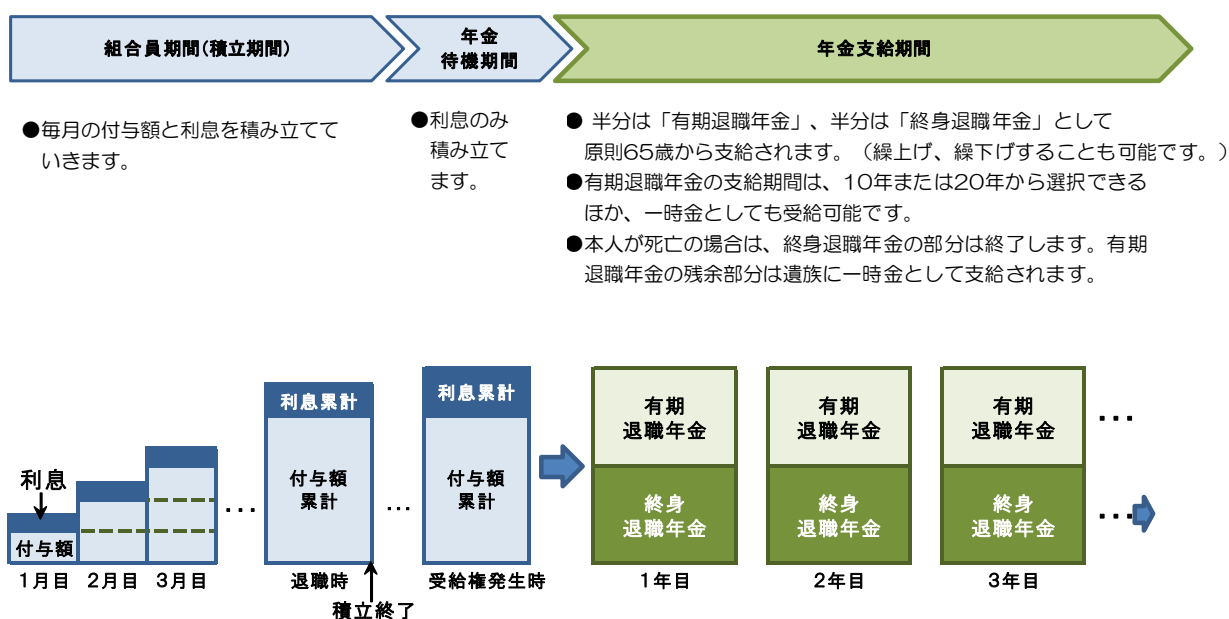 組合員期間(積立期間)
年金
待機期間
年金支給期間
●毎月の付与額と利息を積み立てて
いきます。
●利息のみ
積み立て
ます。
● 半分は「有期退職年金」、半分は「終身退職年金」として
原則65歳から支給されます。（繰上げ、繰下げすることも可能です。）
●有期退職年金の支給期間は、10年または20年から選択できる
ほか、一時金としても受給可能です。
●本人が死亡の場合は、終身退職年金の部分は終了します。有期
退職年金の残余部分は遺族に一時金として支給されます。
利息
付与額
1月目
2月目
3月目
…
利息累計
付与額
累計
退職時
積立終了
…
利息累計
付与額
累計
受給権発生時
有期
退職年金
終身
退職年金
1年目
有期
退職年金
終身
退職年金
2年目
有期
退職年金
終身
退職年金
3年目
…
…